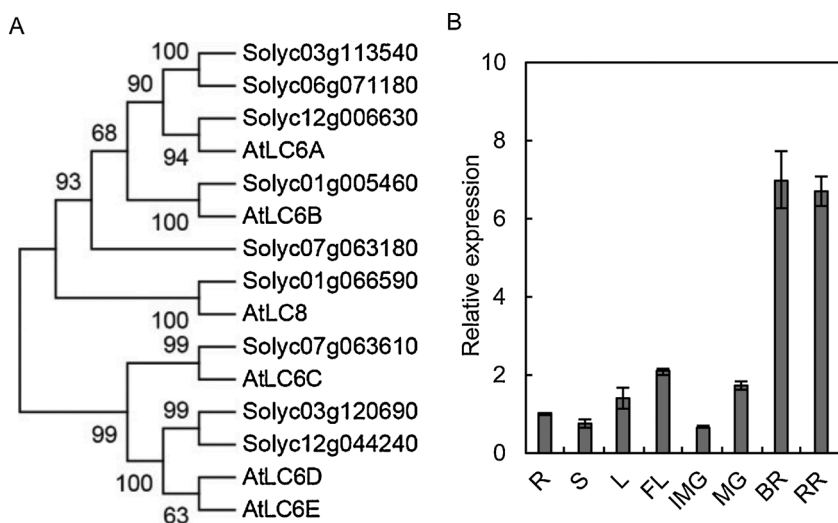 A
B
100
Solyc03g113540
90
Solyc06g071180
68
Solyc12g006630
94
AtLC6A
93
Solyc01g005460
100
AtLC6B
Solyc07g063180
Solyc01g066590
100
AtLC8
99
Solyc07g063610
AtLC6C
99
99
Solyc03g120690
Solyc12g044240
100
AtLC6D
63
AtLC6E
Relative expression
10
8
6
4
2
0
R
S
L
FL
IMG
MG
BR
RR